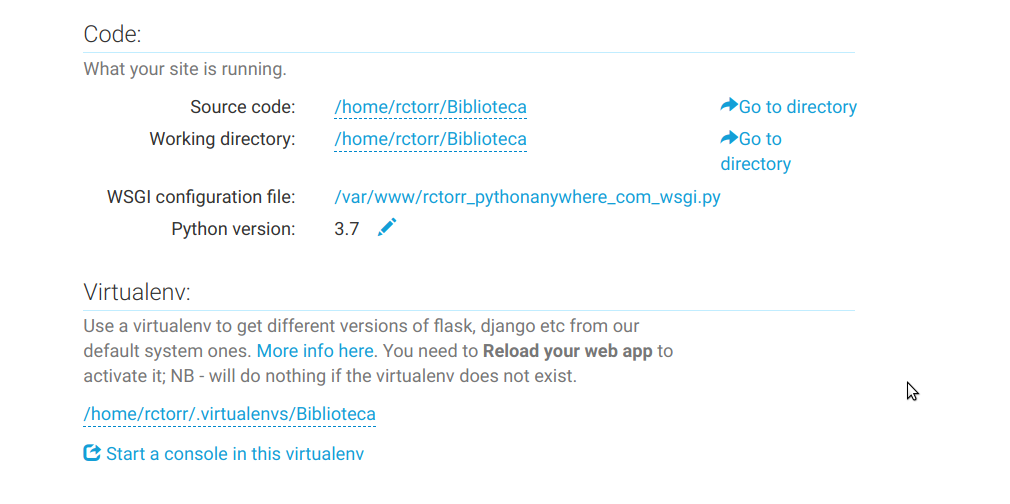 Code:
What your site is running.
Source code: /home/rctorr/Biblioteca Go to directory
Working directory: /home/rctorr/Biblioteca Go to
directory
WSGI configuration file: /var/www/rctorr_pythonanywhere_com_wsgi.py
Python version: 3.7
Virtualenv:
Use a virtualenv to get different versions of flask, django etc from our
default system ones. More info here. You need to Reload your web app to
activate it; NB - will do nothing if the virtualenv does not exist.
/home/rctorr/.virtualenvs/Biblioteca
Start a console in this virtualenv